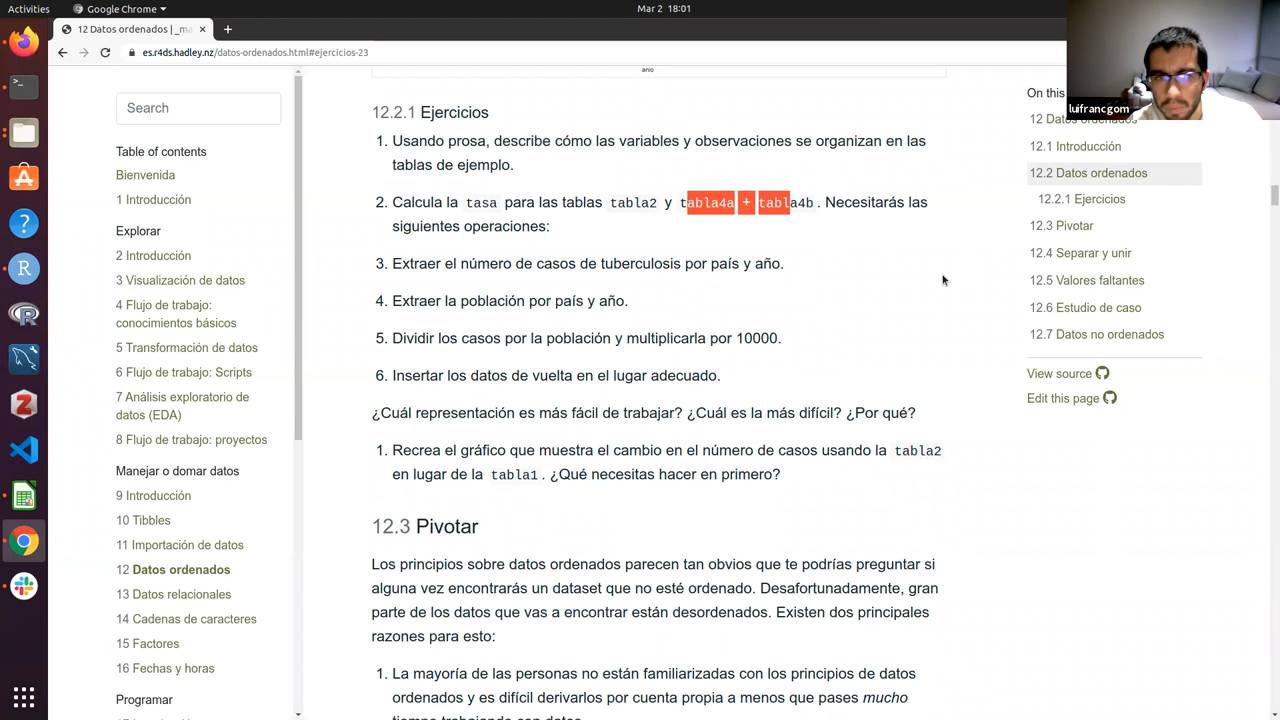 Activities
Google Chrome
Mar 2 18:01
12 Datos ordenados | _ma
es.r4ds.hadley.nz/datos-ordenados.html#ejercicios-23
Search
Table of contents
Bienvenida
1 Introducción
Explorar
2 Introducción
3 Visualización de datos
4 Flujo de trabajo:
conocimientos básicos
5 Transformación de datos
6 Flujo de trabajo: Scripts
7 Análisis exploratorio de
datos (EDA)
8 Flujo de trabajo: proyectos
Manejar o domar datos
9 Introducción
10 Tibbles
11 Importación de datos
12 Datos ordenados
13 Datos relacionales
14 Cadenas de caracteres
15 Factores
16 Fechas y horas
Programar
anio
12.2.1 Ejercicios
1. Usando prosa, describe cómo las variables y observaciones se organizan en las
tablas de ejemplo.
2. Calcula la tasa para las tablas tabla2 y tabla4a + tabla4b. Necesitarás las
siguientes operaciones:
3. Extraer el número de casos de tuberculosis por país y año.
4. Extraer la población por país y año.
5. Dividir los casos por la población y multiplicarla por 10000.
6. Insertar los datos de vuelta en el lugar adecuado.
¿Cuál representación es más fácil de trabajar? ¿Cuál es la más difícil? ¿Por qué?
1. Recrea el gráfico que muestra el cambio en el número de casos usando la tabla2
en lugar de la tabla1. ¿Qué necesitas hacer en primero?
12.3 Pivotar
Los principios sobre datos ordenados parecen tan obvios que te podrías preguntar si
alguna vez encontrarás un dataset que no esté ordenado. Desafortunadamente, gran
parte de los datos que vas a encontrar están desordenados. Existen dos principales
razones para esto:
1. La mayoría de las personas no están familiarizadas con los principios de datos
ordenados y es difícil derivarlos por cuenta propia a menos que pases mucho
tiempo trabajando con datos.
luifrancgom
On this
12 Datos ordenados
12.1 Introducción
12.2 Datos ordenados
12.2.1 Ejercicios
12.3 Pivotar
12.4 Separar y unir
12.5 Valores faltantes
12.6 Estudio de caso
12.7 Datos no ordenados
View source
Edit this page